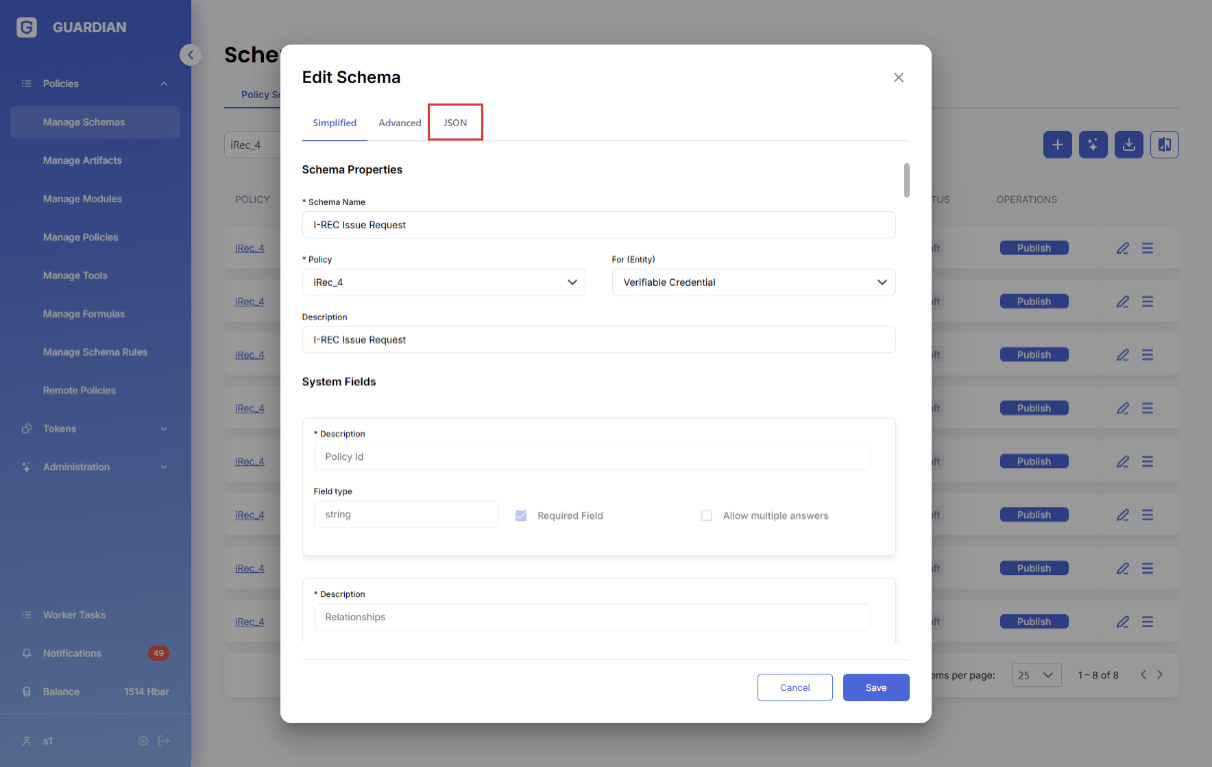 GUARDIAN
Policies
Manage Schemas
Manage Artifacts
Manage Modules
Manage Policies
Manage Tools
Manage Formulas
Manage Schema Rules
Remote Policies
Tokens
Administration
Worker Tasks
Notifications 49
Balance 1514 Hbar
s1
Sche
Policy Sc
iRec_4
POLICY
TUS OPERATIONS
iRec_4 ft Publish
iRec_4 ft Publish
iRec_4 ft Publish
iRec_4 ft Publish
iRec_4 ft Publish
iRec_4 ft Publish
iRec_4 ft Publish
iRec_4 ft Publish
ems per page: 25 1 – 8 of 8
Edit Schema
Simplified Advanced JSON
Schema Properties
* Schema Name
I-REC Issue Request
* Policy For (Entity)
iRec_4 Verifiable Credential
Description
I-REC Issue Request
System Fields
* Description
Policy Id
Field type
string Required Field Allow multiple answers
* Description
Relationships
Cancel Save